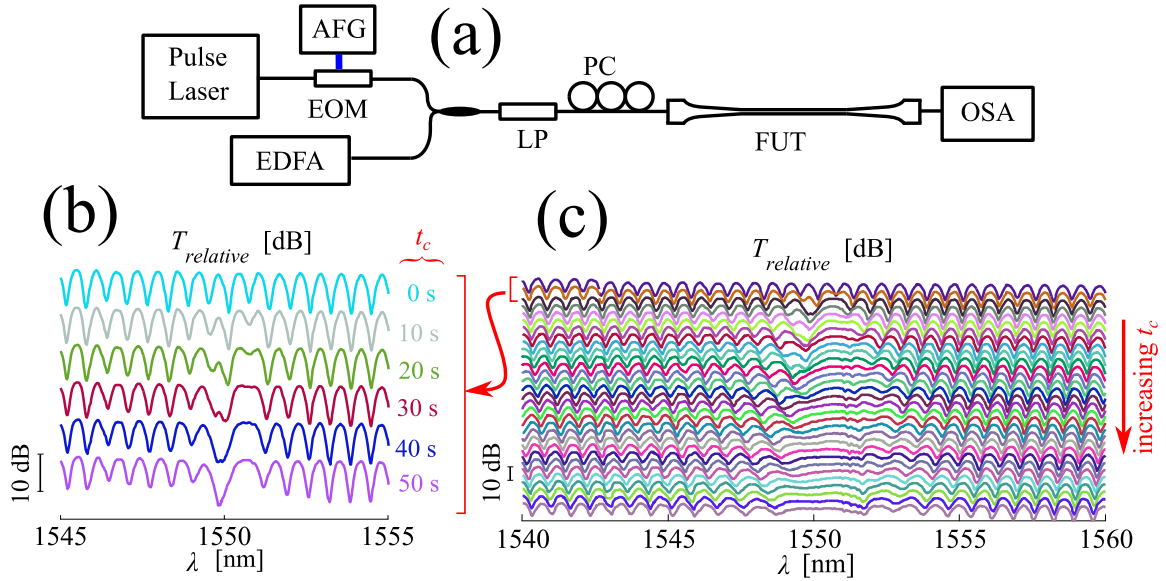 (a)
AFG
Pulse
Laser
EOM
EDFA
LP
PC
FUT
OSA
(b)
T_relative [dB]
t_c
0 s
10 s
20 s
30 s
40 s
50 s
10 dB
1545 1550 1555
λ [nm]
(c)
T_relative [dB]
increasing t_c
10 dB
1540 1545 1550 1555 1560
λ [nm]